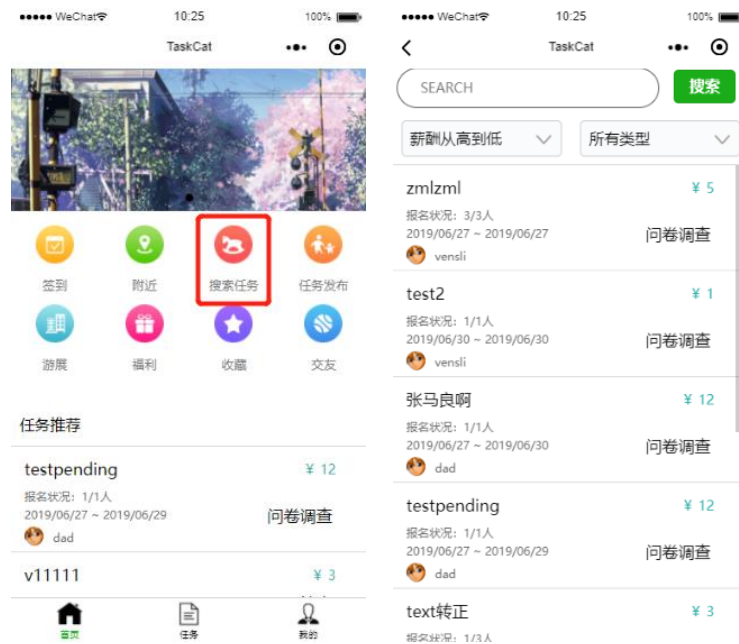 WeChat 10:25 100%
TaskCat
签到 附近 搜索任务 任务发布
游展 福利 收藏 交友
任务推荐
testpending ¥ 12
报名状况: 1/1人
2019/06/27 ~ 2019/06/29 问卷调查
dad
v11111 ¥ 3
首页 任务 我的
WeChat 10:25 100%
TaskCat
SEARCH 搜索
薪酬从高到低 所有类型
zmlzml ¥ 5
报名状况: 3/3人
2019/06/27 ~ 2019/06/27 问卷调查
vensli
test2 ¥ 1
报名状况: 1/1人
2019/06/30 ~ 2019/06/30 问卷调查
vensli
张马良啊 ¥ 12
报名状况: 1/1人
2019/06/27 ~ 2019/06/30 问卷调查
dad
testpending ¥ 12
报名状况: 1/1人
2019/06/27 ~ 2019/06/29 问卷调查
dad
text转正 ¥ 3
报名状况: 1/3人